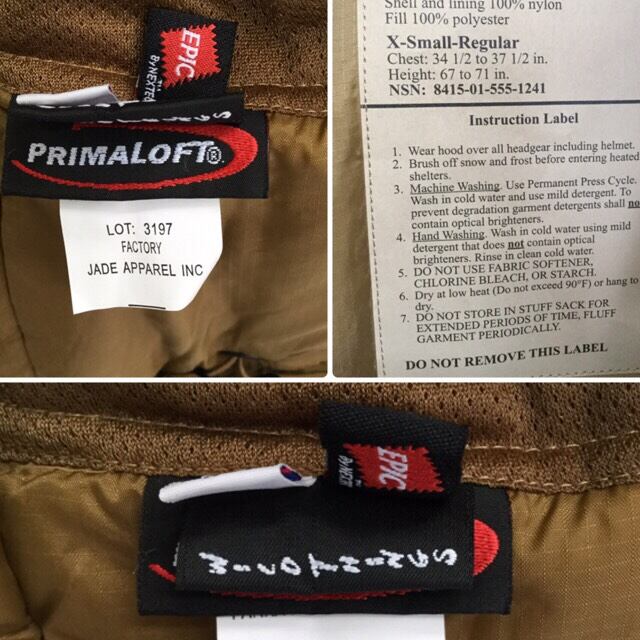 EPIC
™
BY NEXTE
PRIMALOFT®
LOT: 3197
FACTORY
JADE APPAREL INC
Shell and lining 100% nylon
Fill 100% polyester
X-Small-Regular
Chest: 34 1/2 to 37 1/2 in.
Height: 67 to 71 in.
NSN: 8415-01-555-1241
Instruction Label
1. Wear hood over all headgear including helmet.
2. Brush off snow and frost before entering heated
shelters.
3. Machine Washing. Use Permanent Press Cycle.
Wash in cold water and use mild detergent. To
prevent degradation garment detergents shall no
contain optical brighteners.
4. Hand Washing. Wash in cold water using mild
detergent that does not contain optical
brighteners. Rinse in clean cold water.
5. DO NOT USE FABRIC SOFTENER,
CHLORINE BLEACH, OR STARCH.
6. Dry at low heat (Do not exceed 90°F) or hang to
dry.
7. DO NOT STORE IN STUFF SACK FOR
EXTENDED PERIODS OF TIME, FLUFF
GARMENT PERIODICALLY.
DO NOT REMOVE THIS LABEL
EPIC
™
BY NEXTE
WILDTHINGS